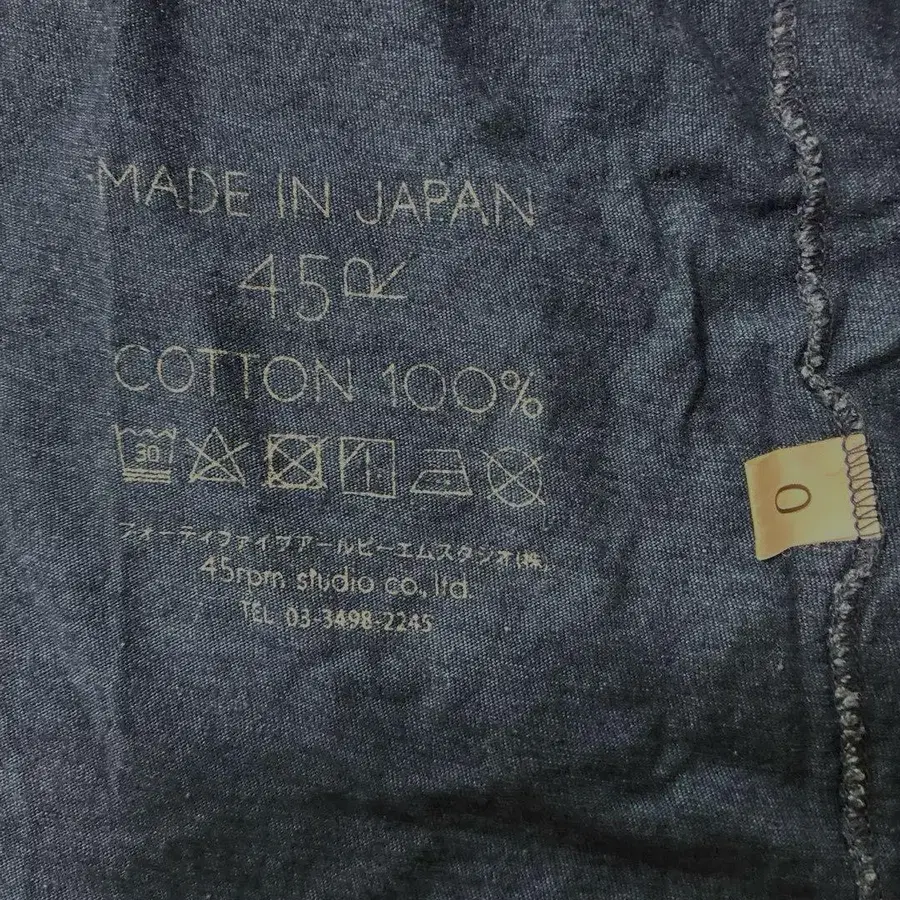 MADE IN JAPAN
45R
COTTON 100%
30
フォーティファイブアールピーエムスタジオ(株)
45rpm studio co., ltd.
TEL 03-3498-2245
0